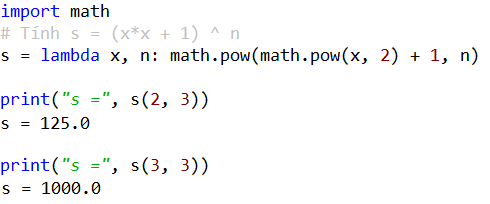 import math
# Tính s = (x*x + 1) ^ n
s = lambda x, n: math.pow(math.pow(x, 2) + 1, n)
print("s =", s(2, 3))
s = 125.0
print("s =", s(3, 3))
s = 1000.0